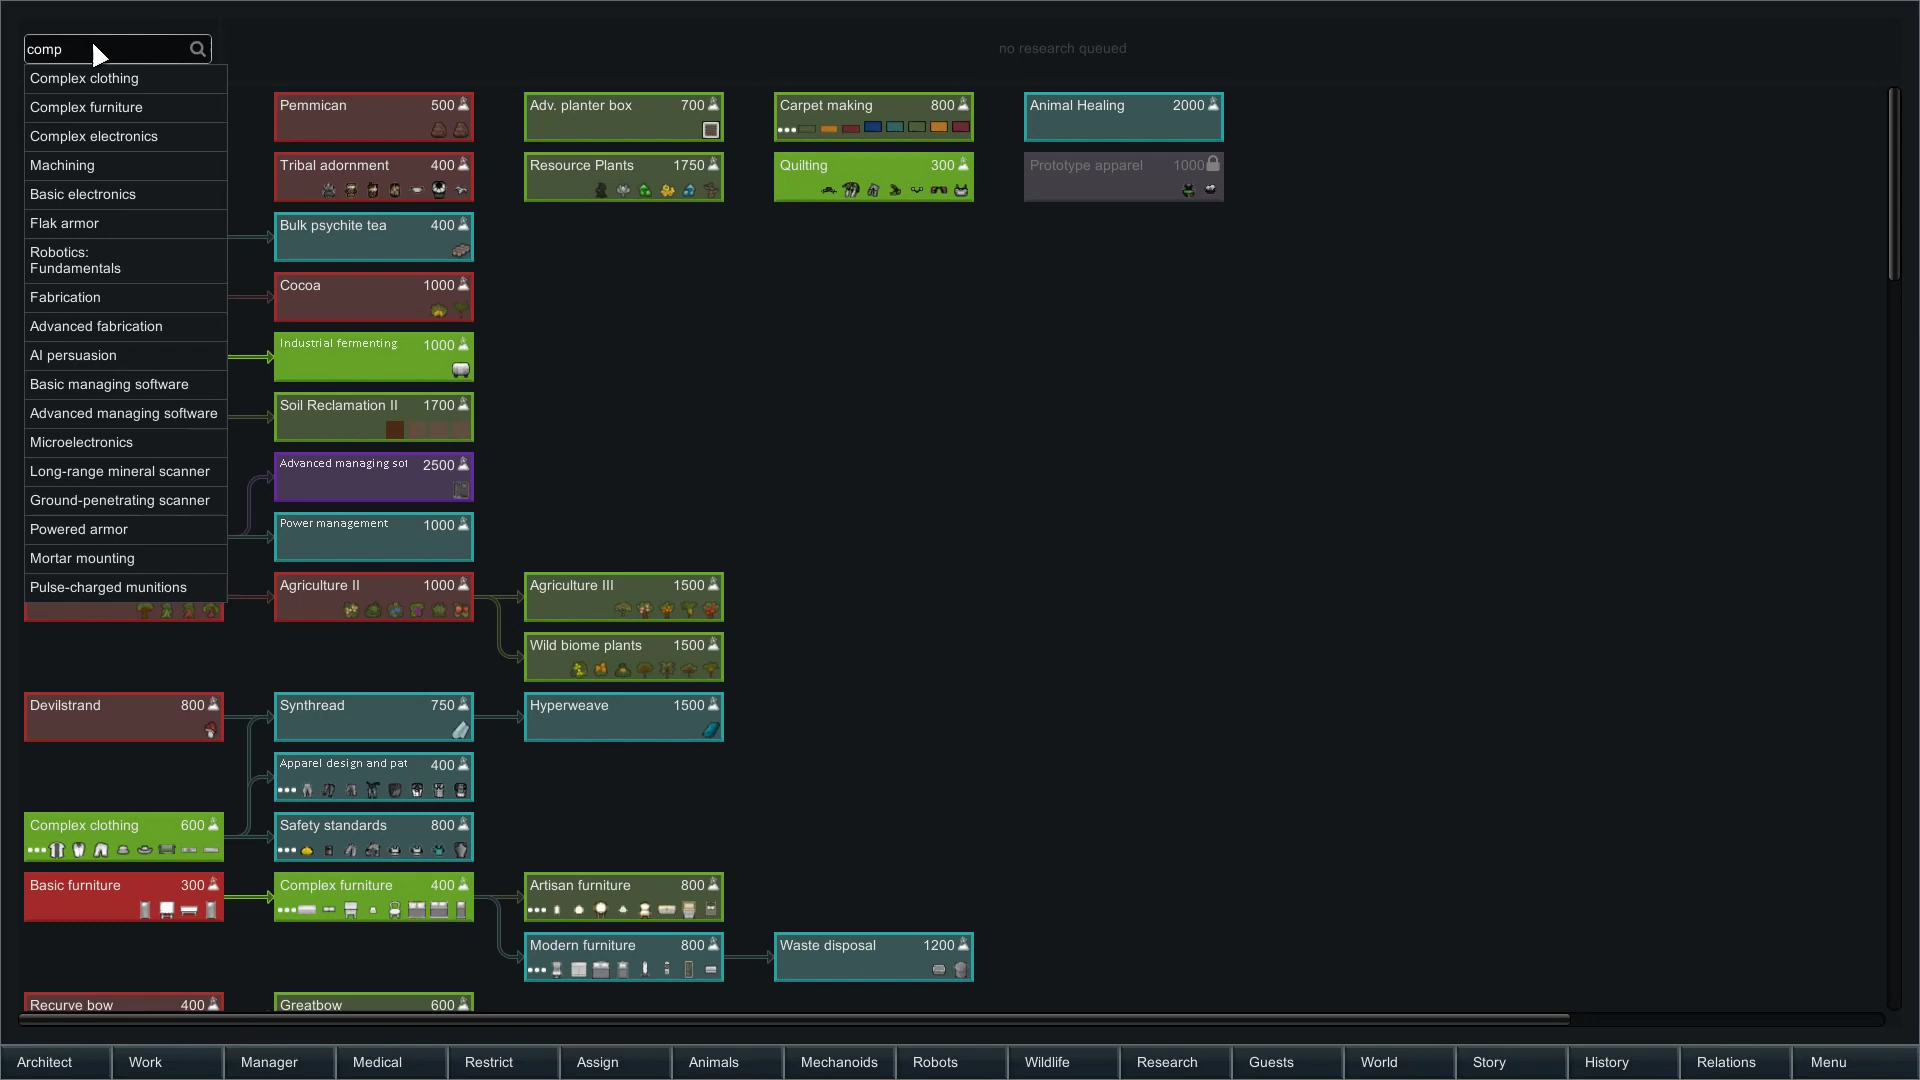 comp
no research queued
Complex clothing
Complex furniture
Complex electronics
Machining
Basic electronics
Flak armor
Robotics:
Fundamentals
Fabrication
Advanced fabrication
AI persuasion
Basic managing software
Advanced managing software
Microelectronics
Long-range mineral scanner
Ground-penetrating scanner
Powered armor
Mortar mounting
Pulse-charged munitions
Pemmican 500
Adv. planter box 700
Carpet making 800
Animal Healing 2000
Tribal adornment 400
Resource Plants 1750
Quilting 300
Prototype apparel 1000
Bulk psychite tea 400
Cocoa 1000
Industrial fermenting 1000
Soil Reclamation II 1700
Advanced managing sof 2500
Power management 1000
Agriculture II 1000
Agriculture III 1500
Wild biome plants 1500
Devilstrand 800
Synthread 750
Hyperweave 1500
Apparel design and pat 400
Complex clothing 600
Safety standards 800
Basic furniture 300
Complex furniture 400
Artisan furniture 800
Modern furniture 800
Waste disposal 1200
Recurve bow 400
Greatbow 600
Architect Work Manager Medical Restrict Assign Animals Mechanoids Robots Wildlife Research Guests World Story History Relations Menu